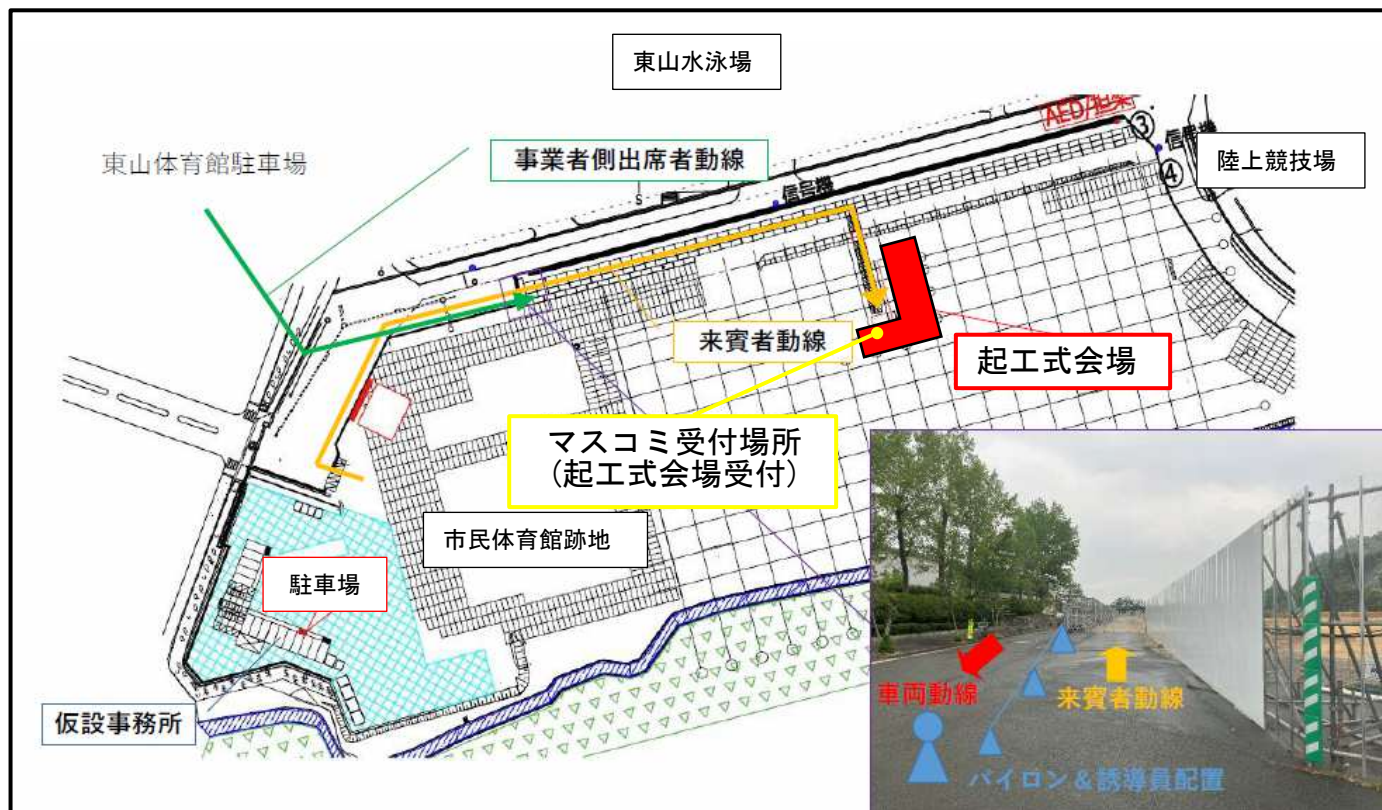 東山水泳場
AED/担架
③
信号機
④
陸上競技場
東山体育館駐車場
事業者側出席者動線
信号機
S
来賓者動線
起工式会場
マスコミ受付場所
(起工式会場受付)
市民体育館跡地
駐車場
仮設事務所
車両動線
来賓者動線
パイロン＆誘導員配置